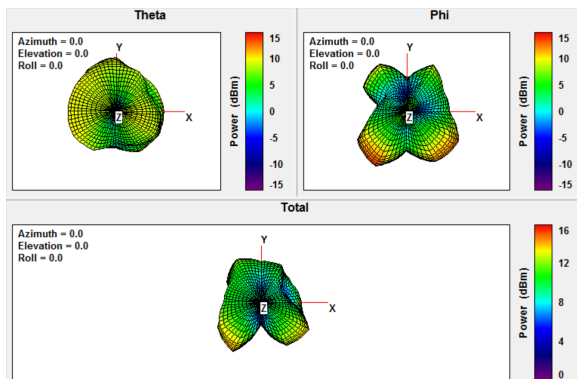 Theta
Azimuth = 0.0
Elevation = 0.0
Roll = 0.0
Y
X
Z
Power (dBm)
15
10
5
0
-5
-10
-15
Phi
Azimuth = 0.0
Elevation = 0.0
Roll = 0.0
Y
X
Z
Power (dBm)
15
10
5
0
-5
-10
-15
Total
Azimuth = 0.0
Elevation = 0.0
Roll = 0.0
Y
X
Z
Power (dBm)
16
12
8
4
0